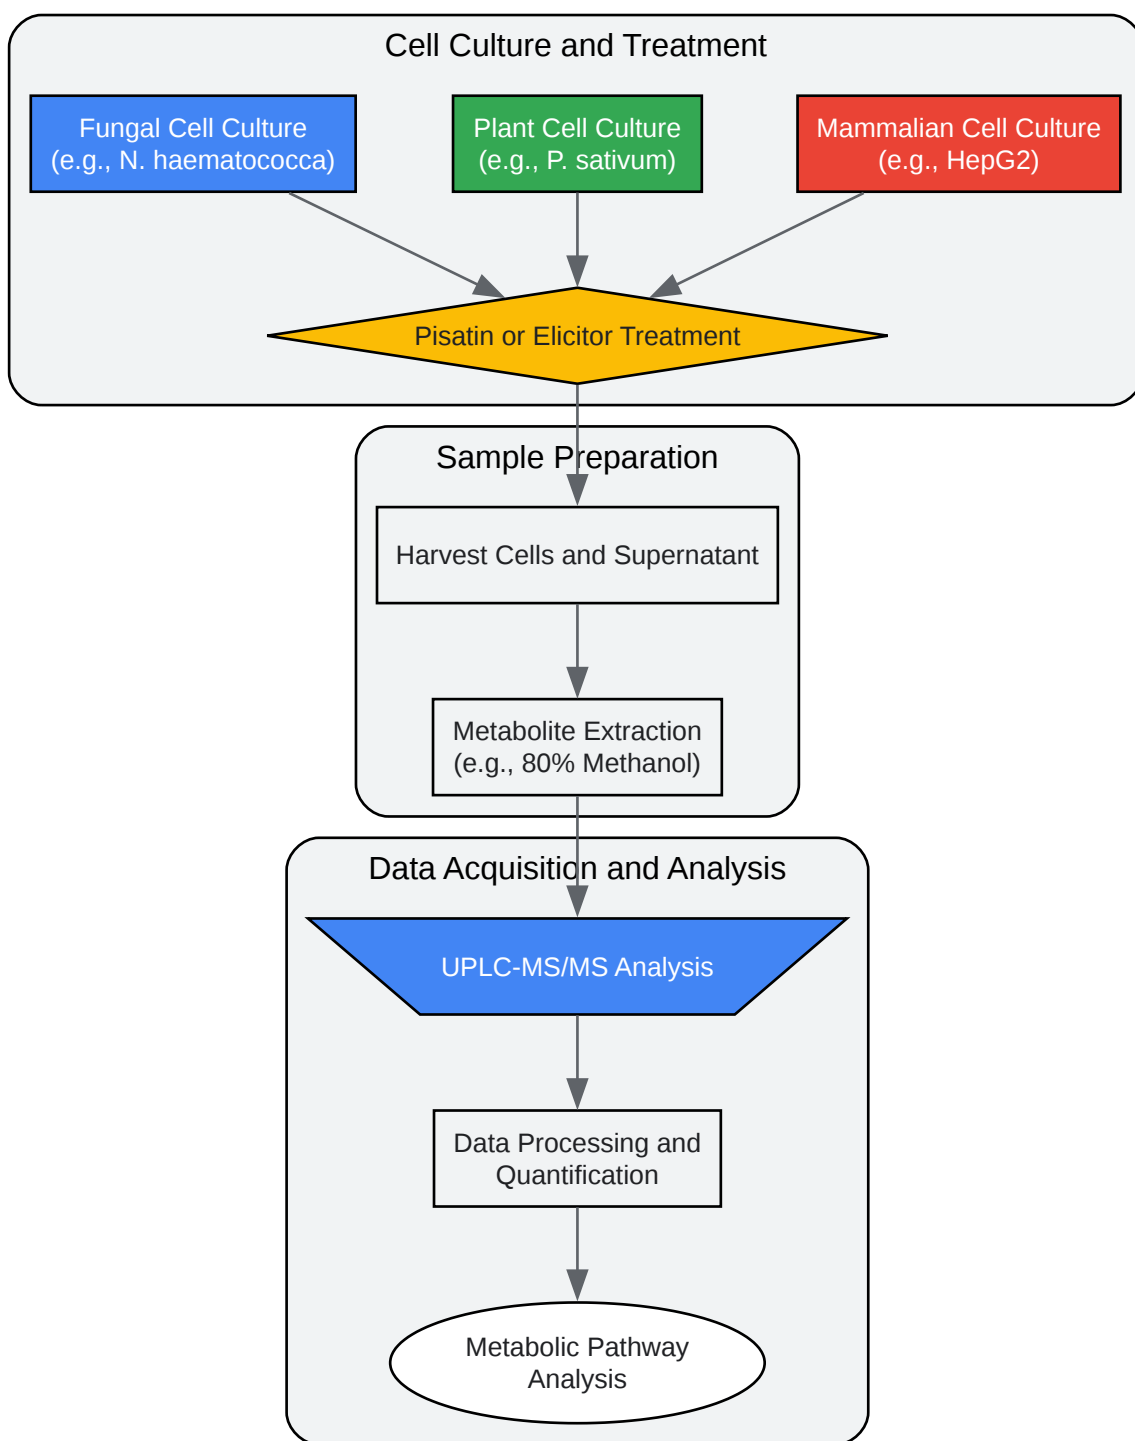 Cell Culture and Treatment
Fungal Cell Culture
(e.g., N. haematococca)
Plant Cell Culture
(e.g., P. sativum)
Mammalian Cell Culture
(e.g., HepG2)
Pisatin or Elicitor Treatment
Sample Preparation
Harvest Cells and Supernatant
Metabolite Extraction
(e.g., 80% Methanol)
Data Acquisition and Analysis
UPLC-MS/MS Analysis
Data Processing and
Quantification
Metabolic Pathway
Analysis